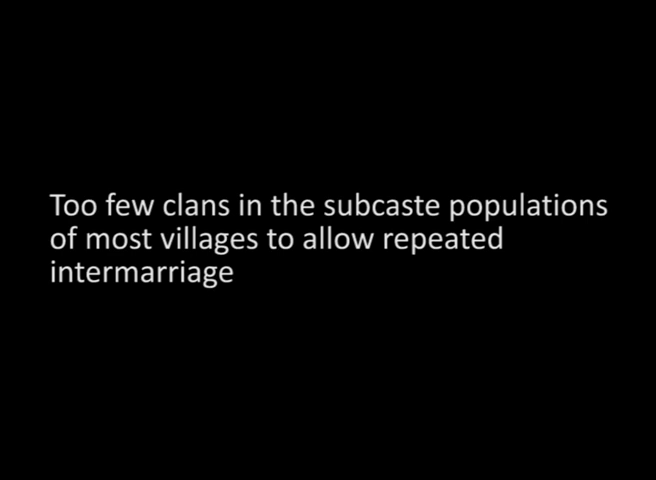 Too few clans in the subcaste populations
of most villages to allow repeated
intermarriage